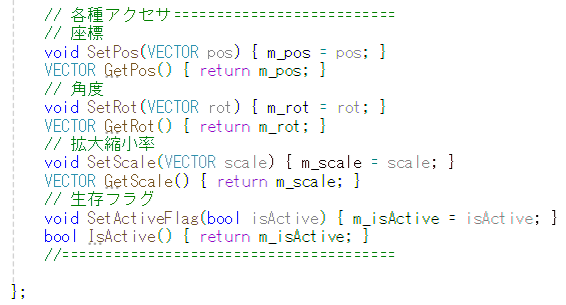 // 各種アクセサ==========================
// 座標
void SetPos(VECTOR pos) { m_pos = pos; }
VECTOR GetPos() { return m_pos; }
// 角度
void SetRot(VECTOR rot) { m_rot = rot; }
VECTOR GetRot() { return m_rot; }
// 拡大縮小率
void SetScale(VECTOR scale) { m_scale = scale; }
VECTOR GetScale() { return m_scale; }
// 生存フラグ
void SetActiveFlag(bool isActive) { m_isActive = isActive; }
bool IsActive() { return m_isActive; }
//======================================
};